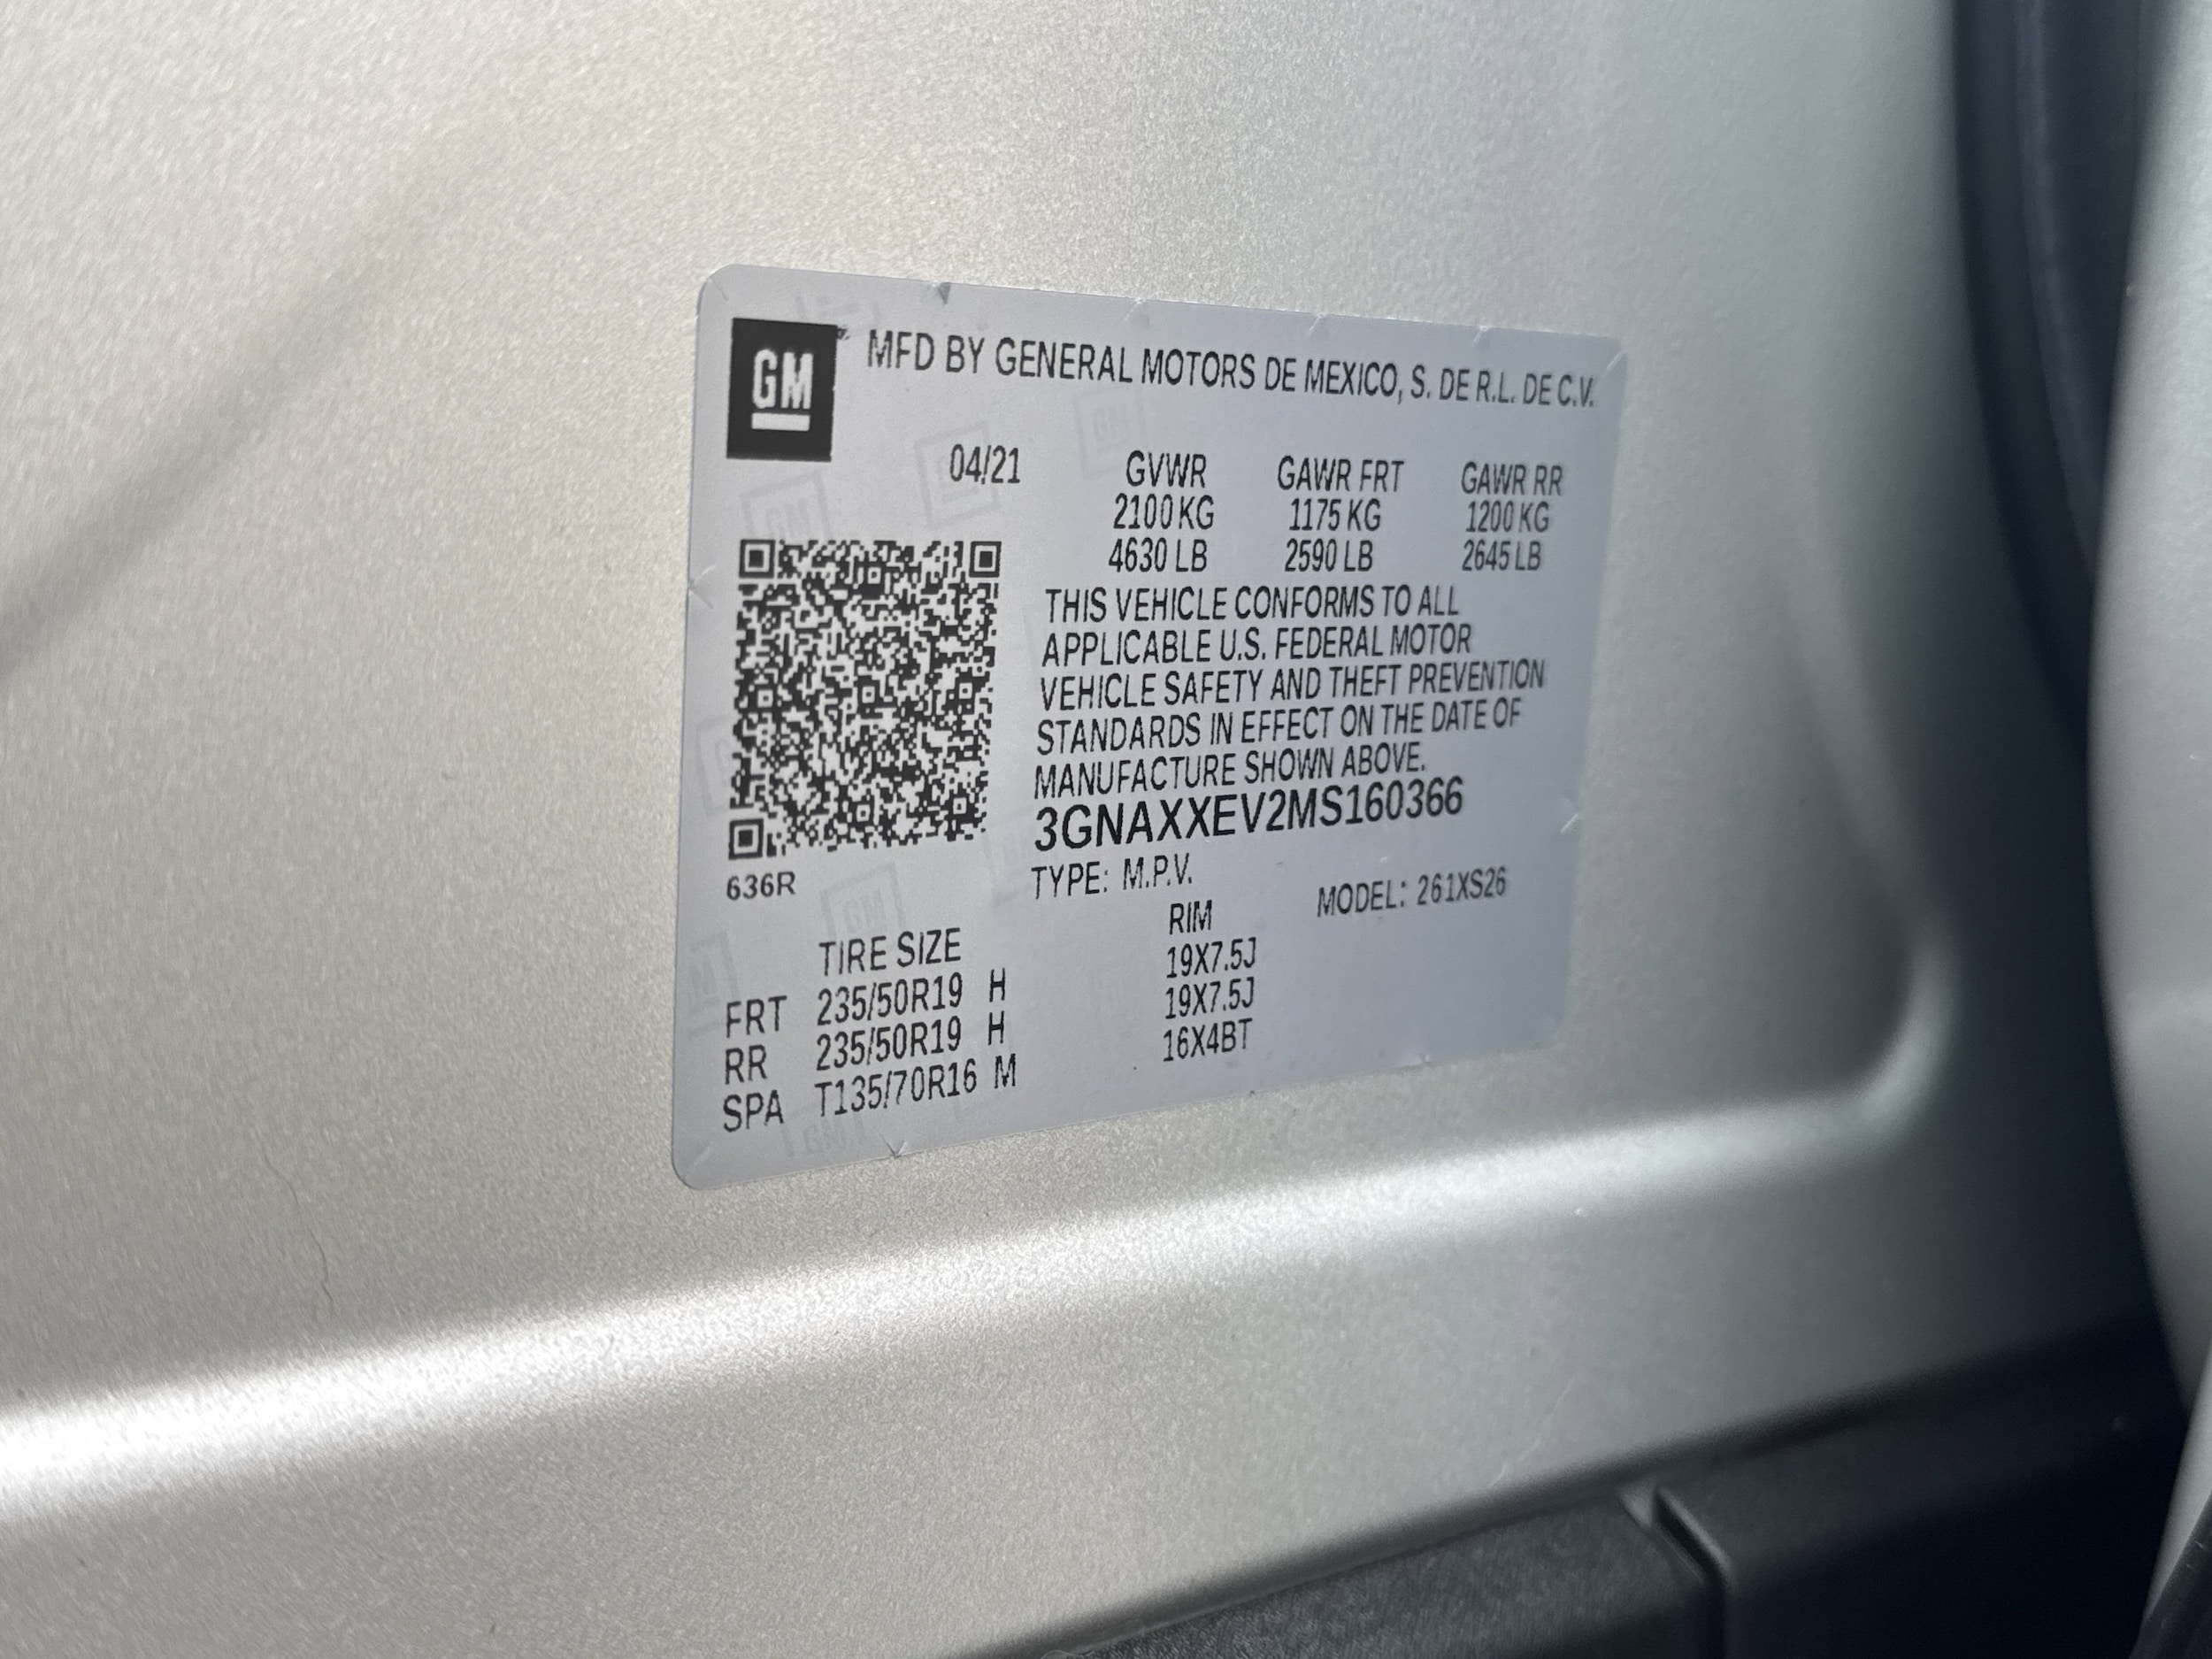 GM
MFD BY GENERAL MOTORS DE MEXICO, S. DE R.L. DE C.V.
04/21 GVWR GAWR FRT GAWR RR
2100 KG 1175 KG 1200 KG
4630 LB 2590 LB 2645 LB
THIS VEHICLE CONFORMS TO ALL
APPLICABLE U.S. FEDERAL MOTOR
VEHICLE SAFETY AND THEFT PREVENTION
STANDARDS IN EFFECT ON THE DATE OF
MANUFACTURE SHOWN ABOVE.
3GNAXXEV2MS160366
636R
TYPE: M.P.V. MODEL: 261XS26
TIRE SIZE RIM
FRT 235/50R19 H 19X7.5J
RR 235/50R19 H 19X7.5J
SPA T135/70R16 M 16X4BT